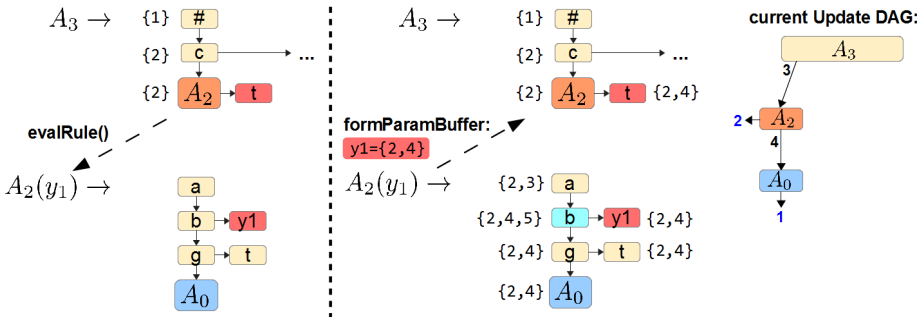 A₃ → {1} #
{2} c ...
{2} A₂ t
evalRule()
A₂(y₁) →
a
b y1
g t
A₀
A₃ → {1} #
{2} c ...
{2} A₂ t {2,4}
formParamBuffer:
y1={2,4}
A₂(y₁) →
{2,3} a
{2,4,5} b y1 {2,4}
{2,4} g t {2,4}
{2,4} A₀
current Update DAG:
A₃
3
2 A₂
4
A₀
1